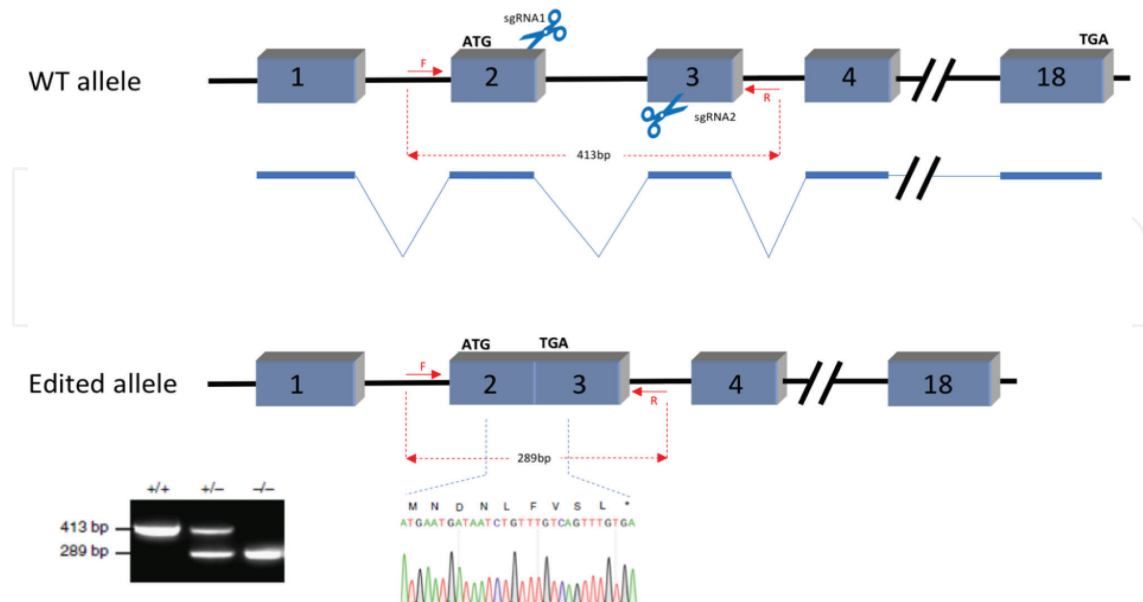 sgRNA1
ATG
TGA
WT allele
1
F
2
3
R
4
18
sgRNA2
413bp
ATG
TGA
Edited allele
1
F
2
3
R
4
18
289bp
+/+ +/− −/−
413 bp
289 bp
M N D N L F V S L *
ATGAATGATAATCTGTTTGTCAGTTTGTGA